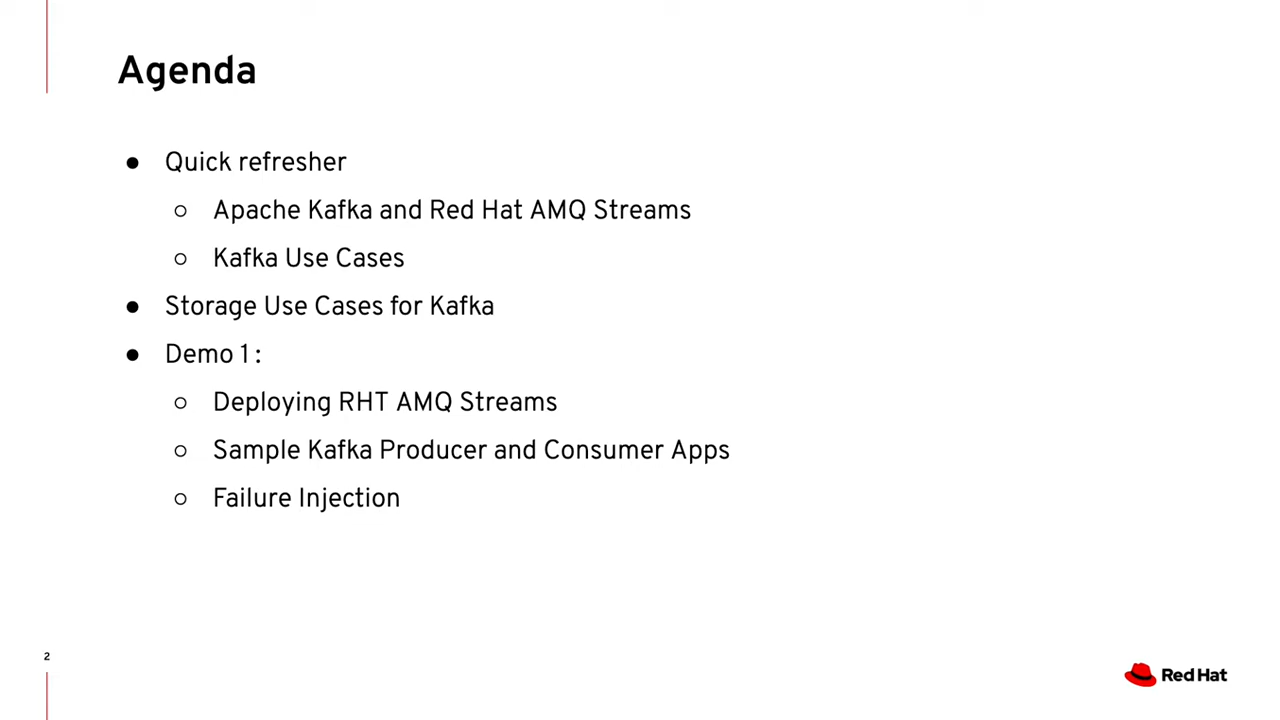 Agenda
● Quick refresher
○ Apache Kafka and Red Hat AMQ Streams
○ Kafka Use Cases
● Storage Use Cases for Kafka
● Demo 1 :
○ Deploying RHT AMQ Streams
○ Sample Kafka Producer and Consumer Apps
○ Failure Injection
2
Red Hat